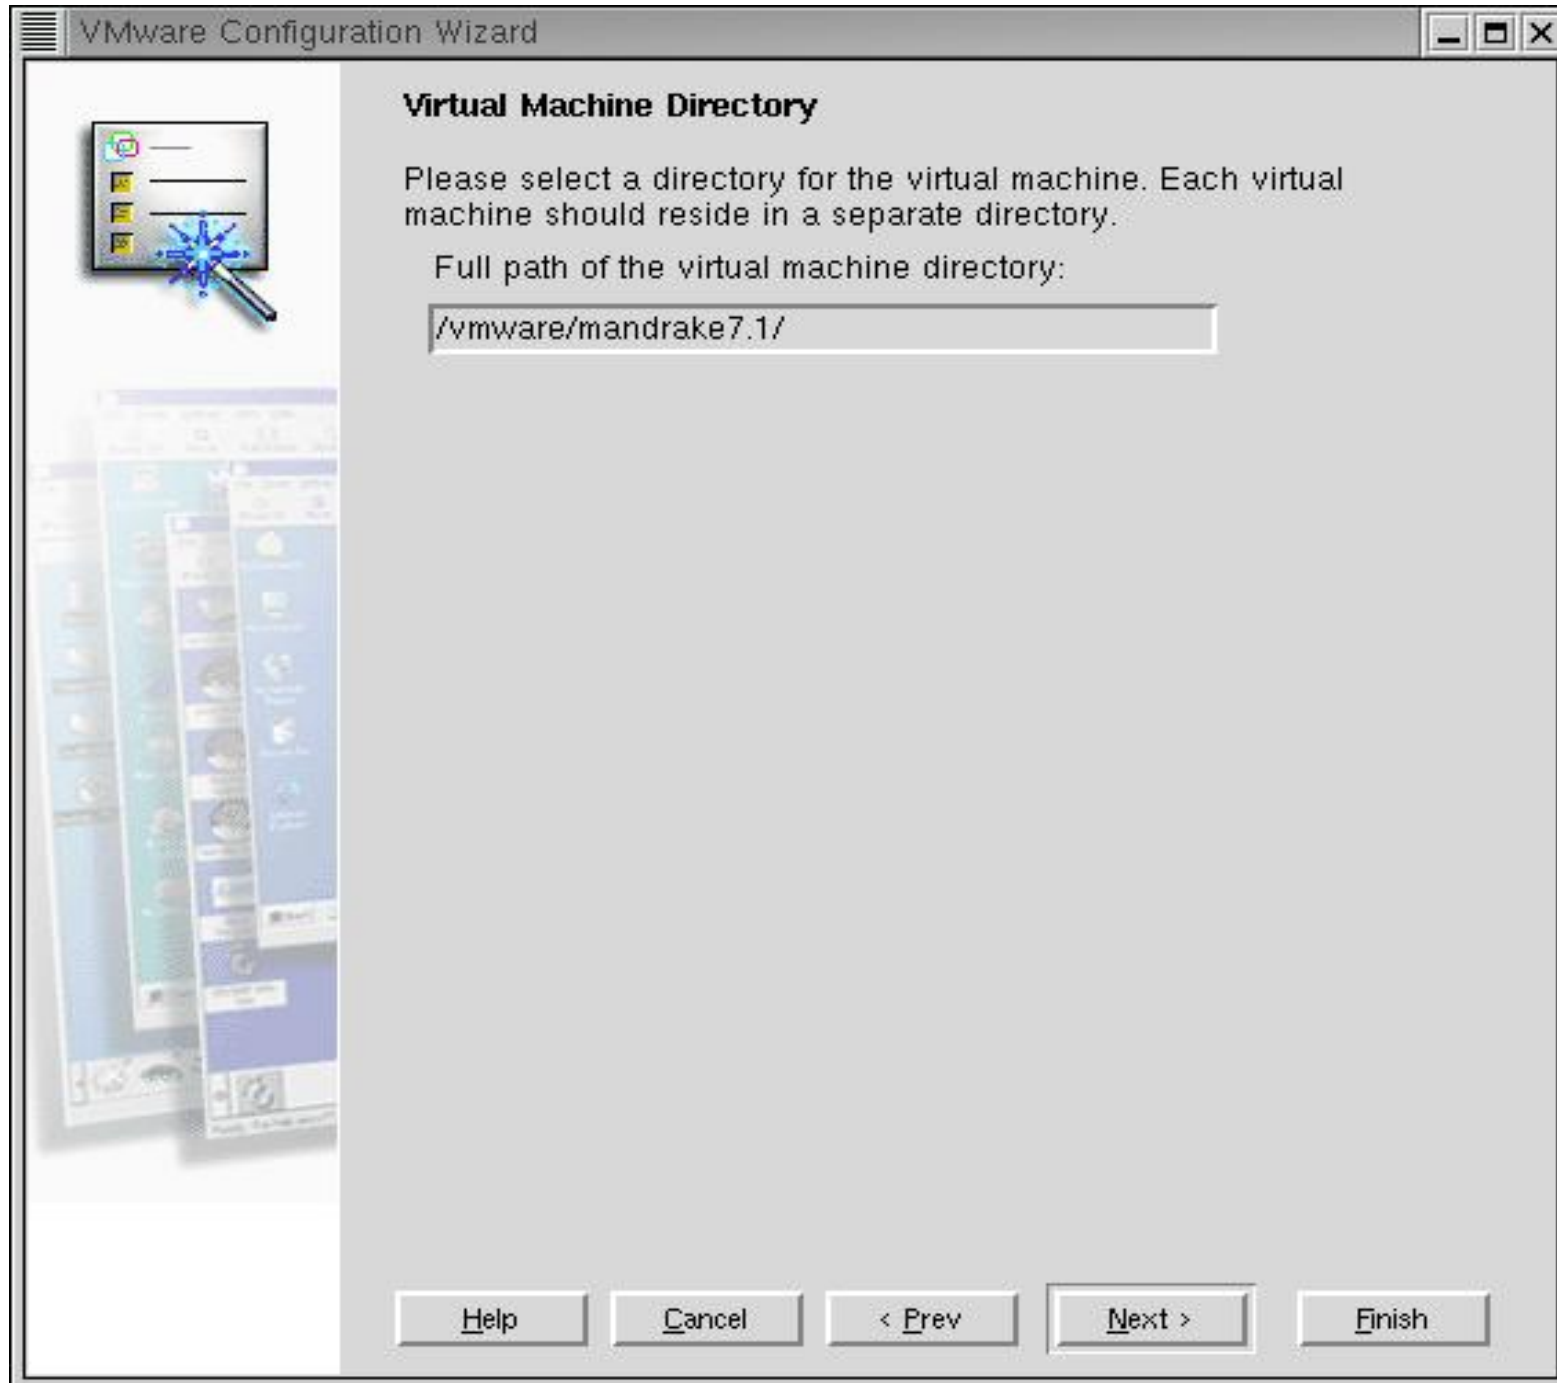 VMware Configuration Wizard
Virtual Machine Directory
Please select a directory for the virtual machine. Each virtual
machine should reside in a separate directory.
Full path of the virtual machine directory:
/vmware/mandrake7.1/
Help
Cancel
< Prev
Next >
Finish